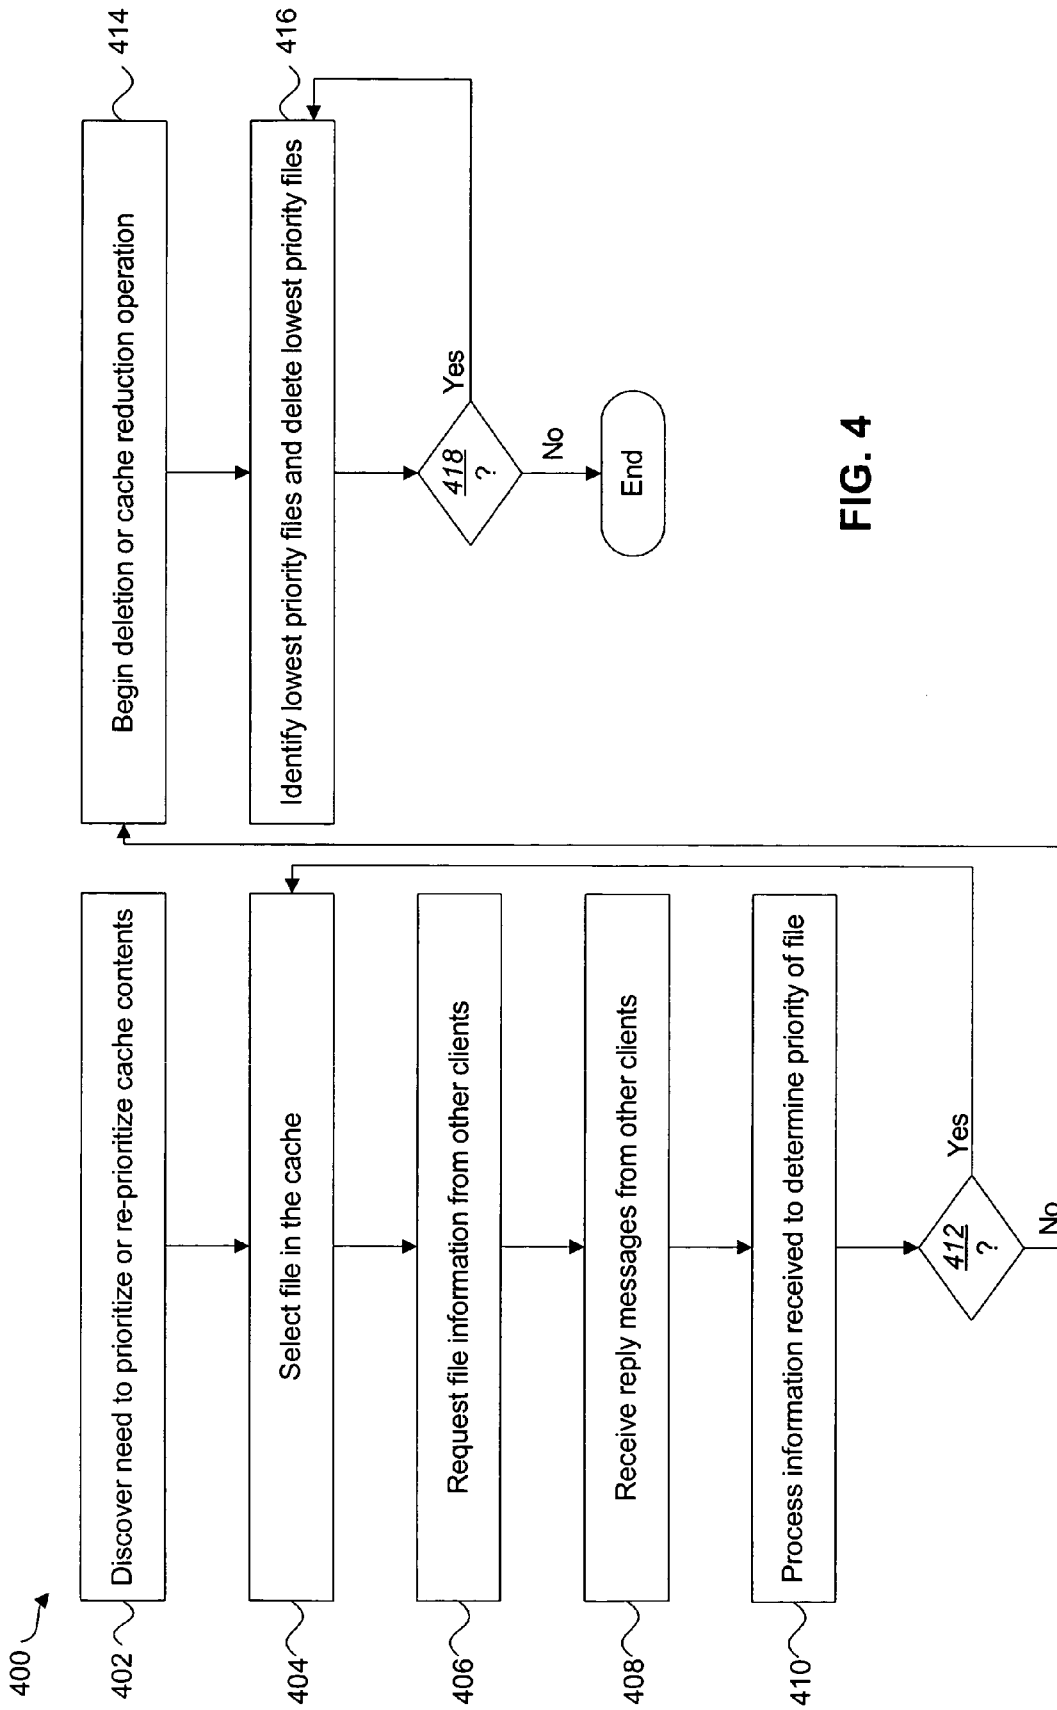 400
402
Discover need to prioritize or re-prioritize cache contents
404
Select file in the cache
406
Request file information from other clients
408
Receive reply messages from other clients
410
Process information received to determine priority of file
412
?
Yes
No
Begin deletion or cache reduction operation
414
Identify lowest priority files and delete lowest priority files
416
418
?
Yes
No
End
FIG. 4